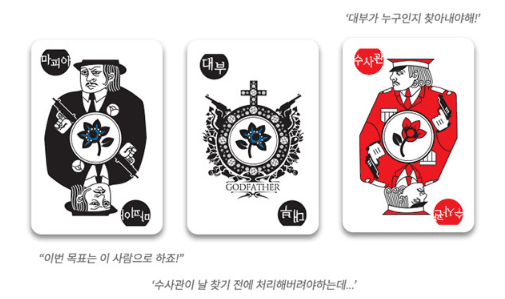 ‘대부가 누구인지 찾아내야해!’
마피아
대부
수사관
GODFATHER
마피아
대부
수사관
“이번 목표는 이 사람으로 하죠!”
‘수사관이 날 찾기 전에 처리해버려야하는데...’